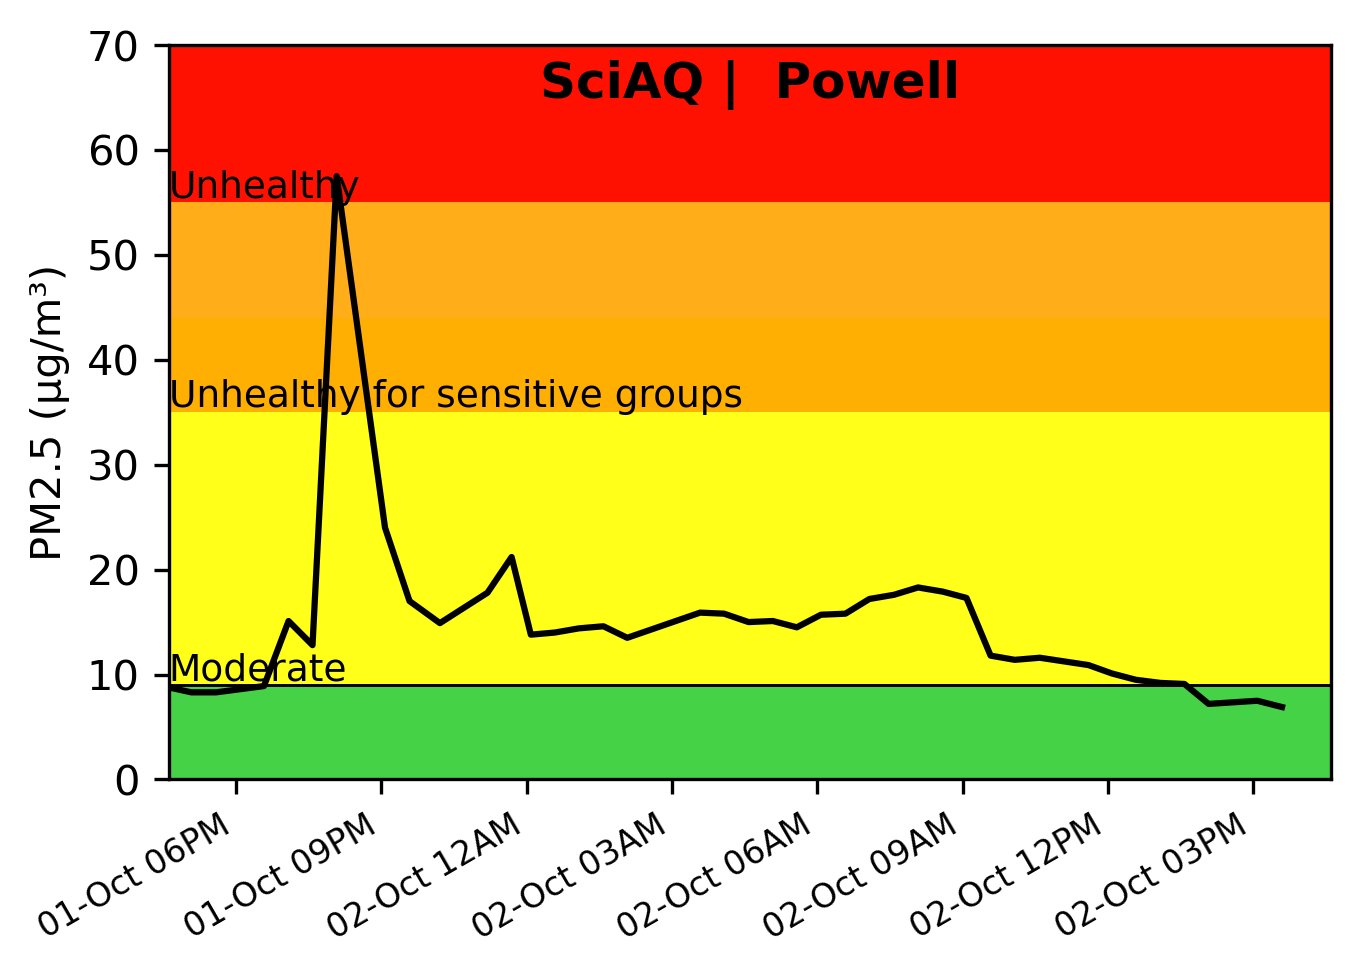 SciAQ |  Powell
70
60
50
40
30
20
10
0
PM2.5 (µg/m³)
Unhealthy
Unhealthy for sensitive groups
Moderate
01-Oct 06PM
01-Oct 09PM
02-Oct 12AM
02-Oct 03AM
02-Oct 06AM
02-Oct 09AM
02-Oct 12PM
02-Oct 03PM